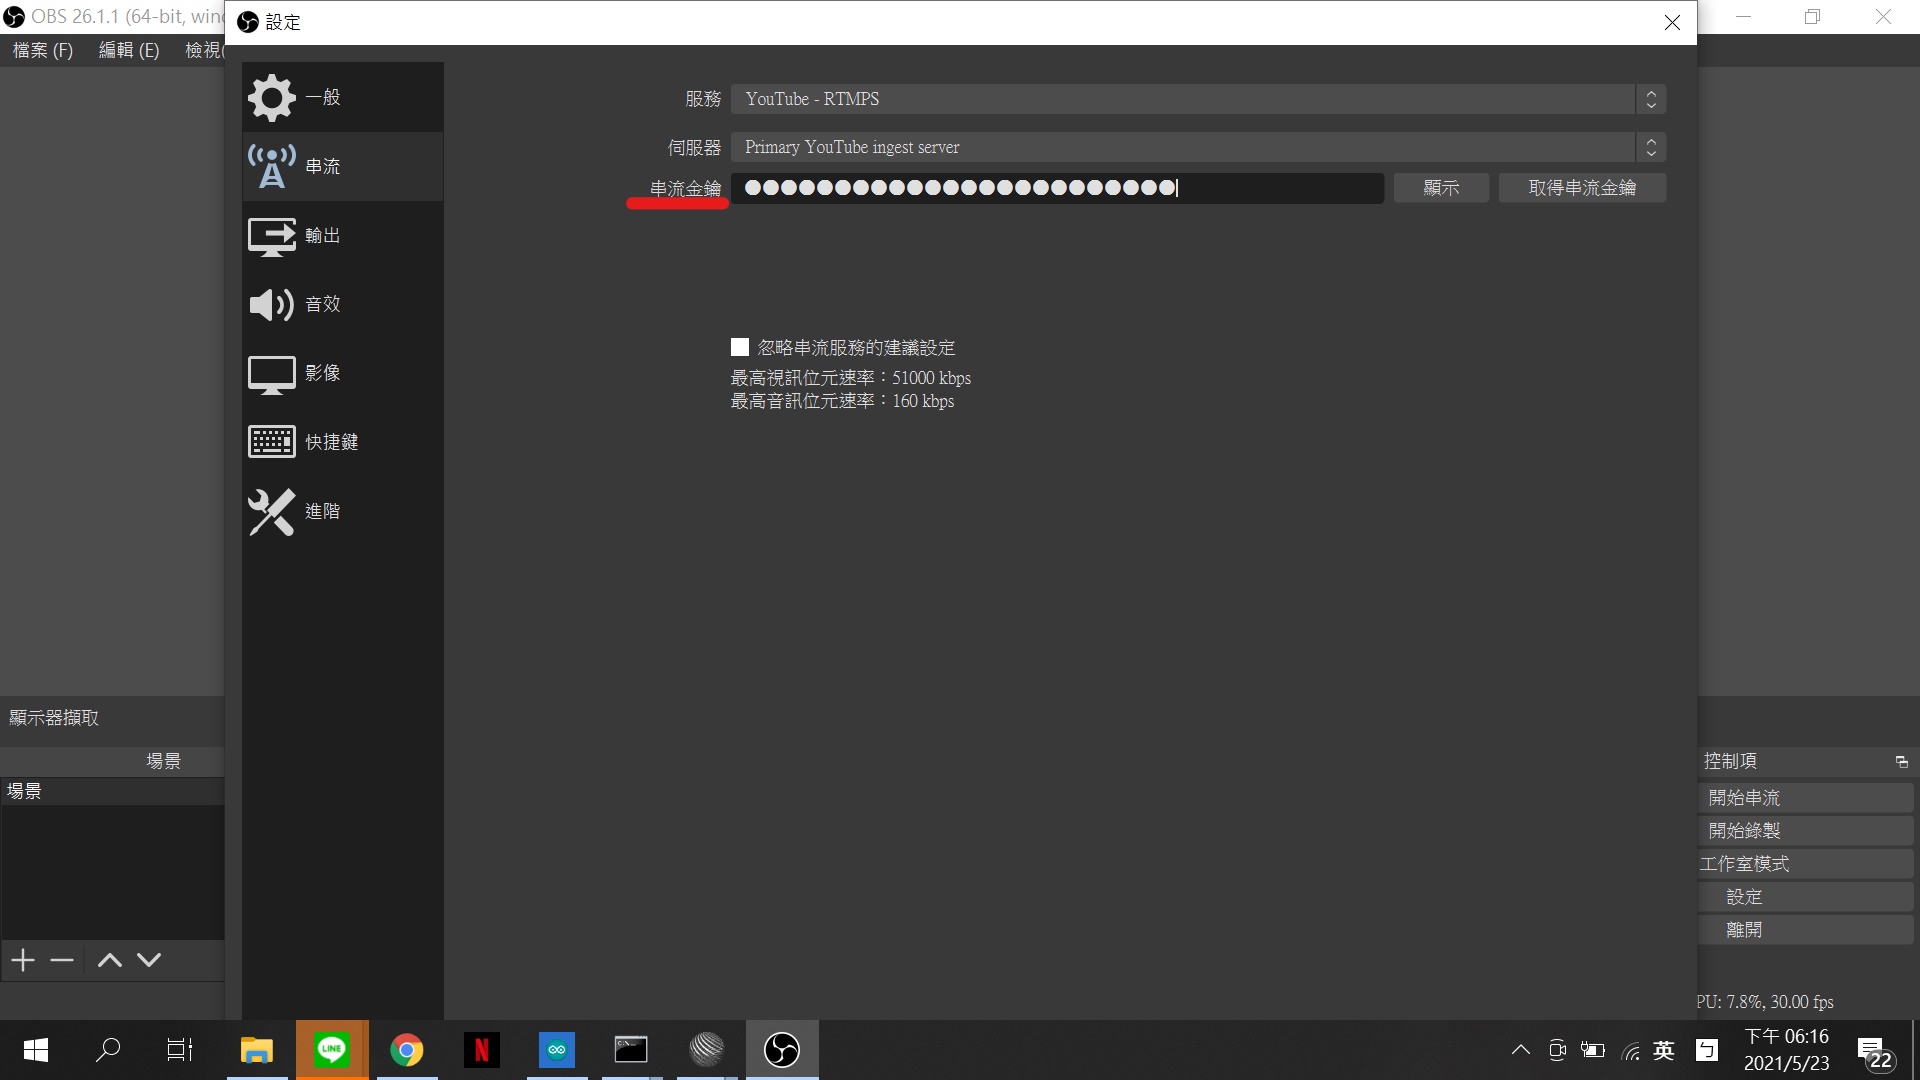 OBS 26.1.1 (64-bit, wind
設定
檔案 (F) 編輯 (E) 檢視(
一般
串流
輸出
音效
影像
快捷鍵
進階
服務 YouTube - RTMPS
伺服器 Primary YouTube ingest server
串流金鑰 顯示 取得串流金鑰
忽略串流服務的建議設定
最高視訊位元速率：51000 kbps
最高音訊位元速率：160 kbps
顯示器擷取
場景
場景
控制項
開始串流
開始錄製
工作室模式
設定
離開
PU: 7.8%, 30.00 fps
LINE
N
C:\_
英
ㄅ
下午 06:16
2021/5/23
22